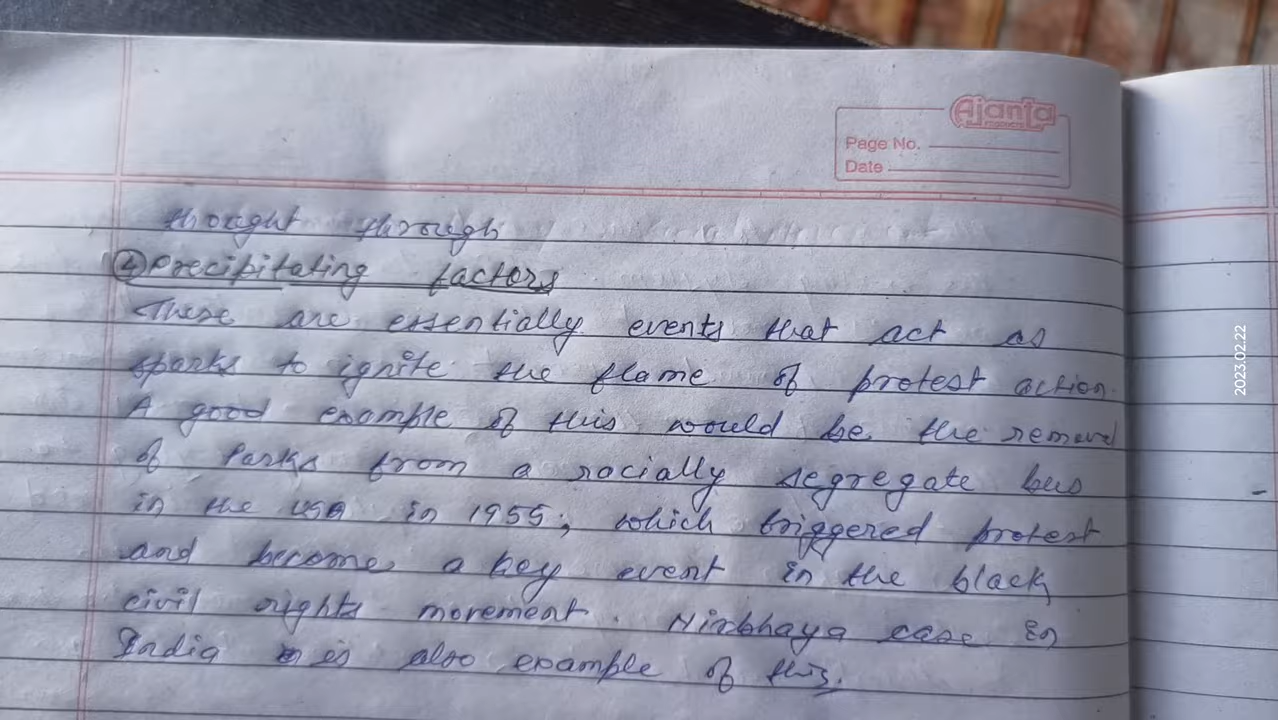 Ajanta
Page No.
Date
thought through
④ Precipitating factors
These are essentially events that act as
sparks to ignite the flame of protest action.
A good example of this would be the removal
of Parks from a racially segregate bus
in the USA in 1955; which triggered protest
and become a key event in the black
civil rights movement. Nirbhaya case in
India is also example of this.
2023.02.22